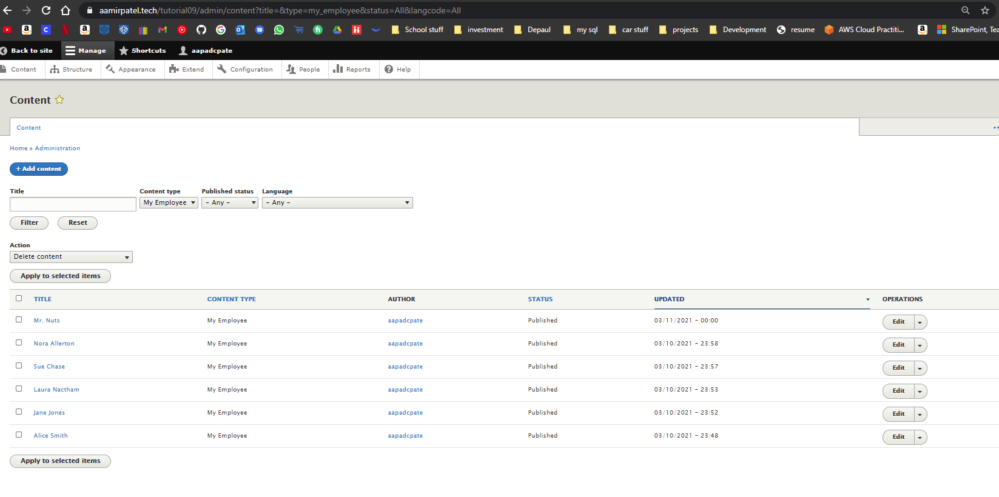 aamirpatel.tech/tutorial09/admin/content?title=&type=my_employee&status=All&langcode=All
School stuff investment Depaul my sql car stuff projects Development resume AWS Cloud Practiti... SharePoint, Tea
Back to site Manage Shortcuts aapadcpate
Content Structure Appearance Extend Configuration People Reports Help
Content
Content
Home » Administration
+ Add content
Title Content type Published status Language
My Employee - Any - - Any -
Filter Reset
Action
Delete content
Apply to selected items
TITLE CONTENT TYPE AUTHOR STATUS UPDATED OPERATIONS
Mr. Nuts My Employee aapadcpate Published 03/11/2021 - 00:00 Edit
Nora Allerton My Employee aapadcpate Published 03/10/2021 - 23:58 Edit
Sue Chase My Employee aapadcpate Published 03/10/2021 - 23:57 Edit
Laura Nactham My Employee aapadcpate Published 03/10/2021 - 23:53 Edit
Jane Jones My Employee aapadcpate Published 03/10/2021 - 23:52 Edit
Alice Smith My Employee aapadcpate Published 03/10/2021 - 23:48 Edit
Apply to selected items